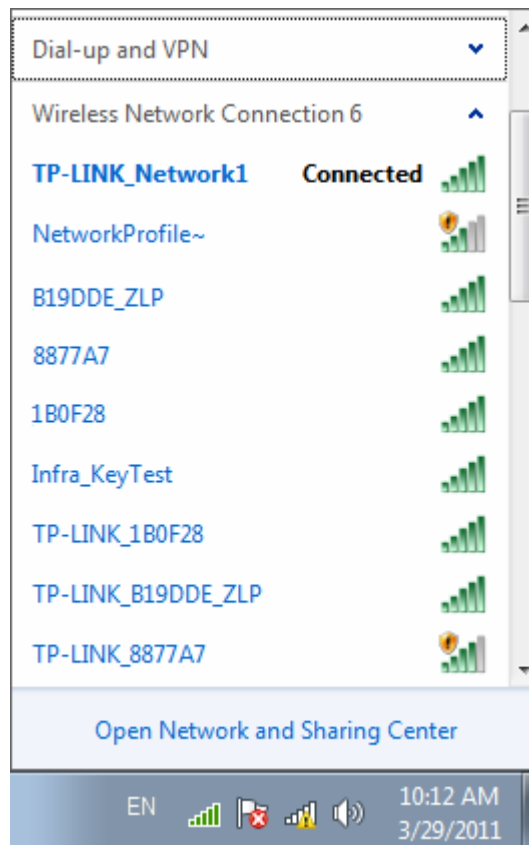 Dial-up and VPN
Wireless Network Connection 6
TP-LINK_Network1 Connected
NetworkProfile~
B19DDE_ZLP
8877A7
1B0F28
Infra_KeyTest
TP-LINK_1B0F28
TP-LINK_B19DDE_ZLP
TP-LINK_8877A7
Open Network and Sharing Center
EN
10:12 AM
3/29/2011